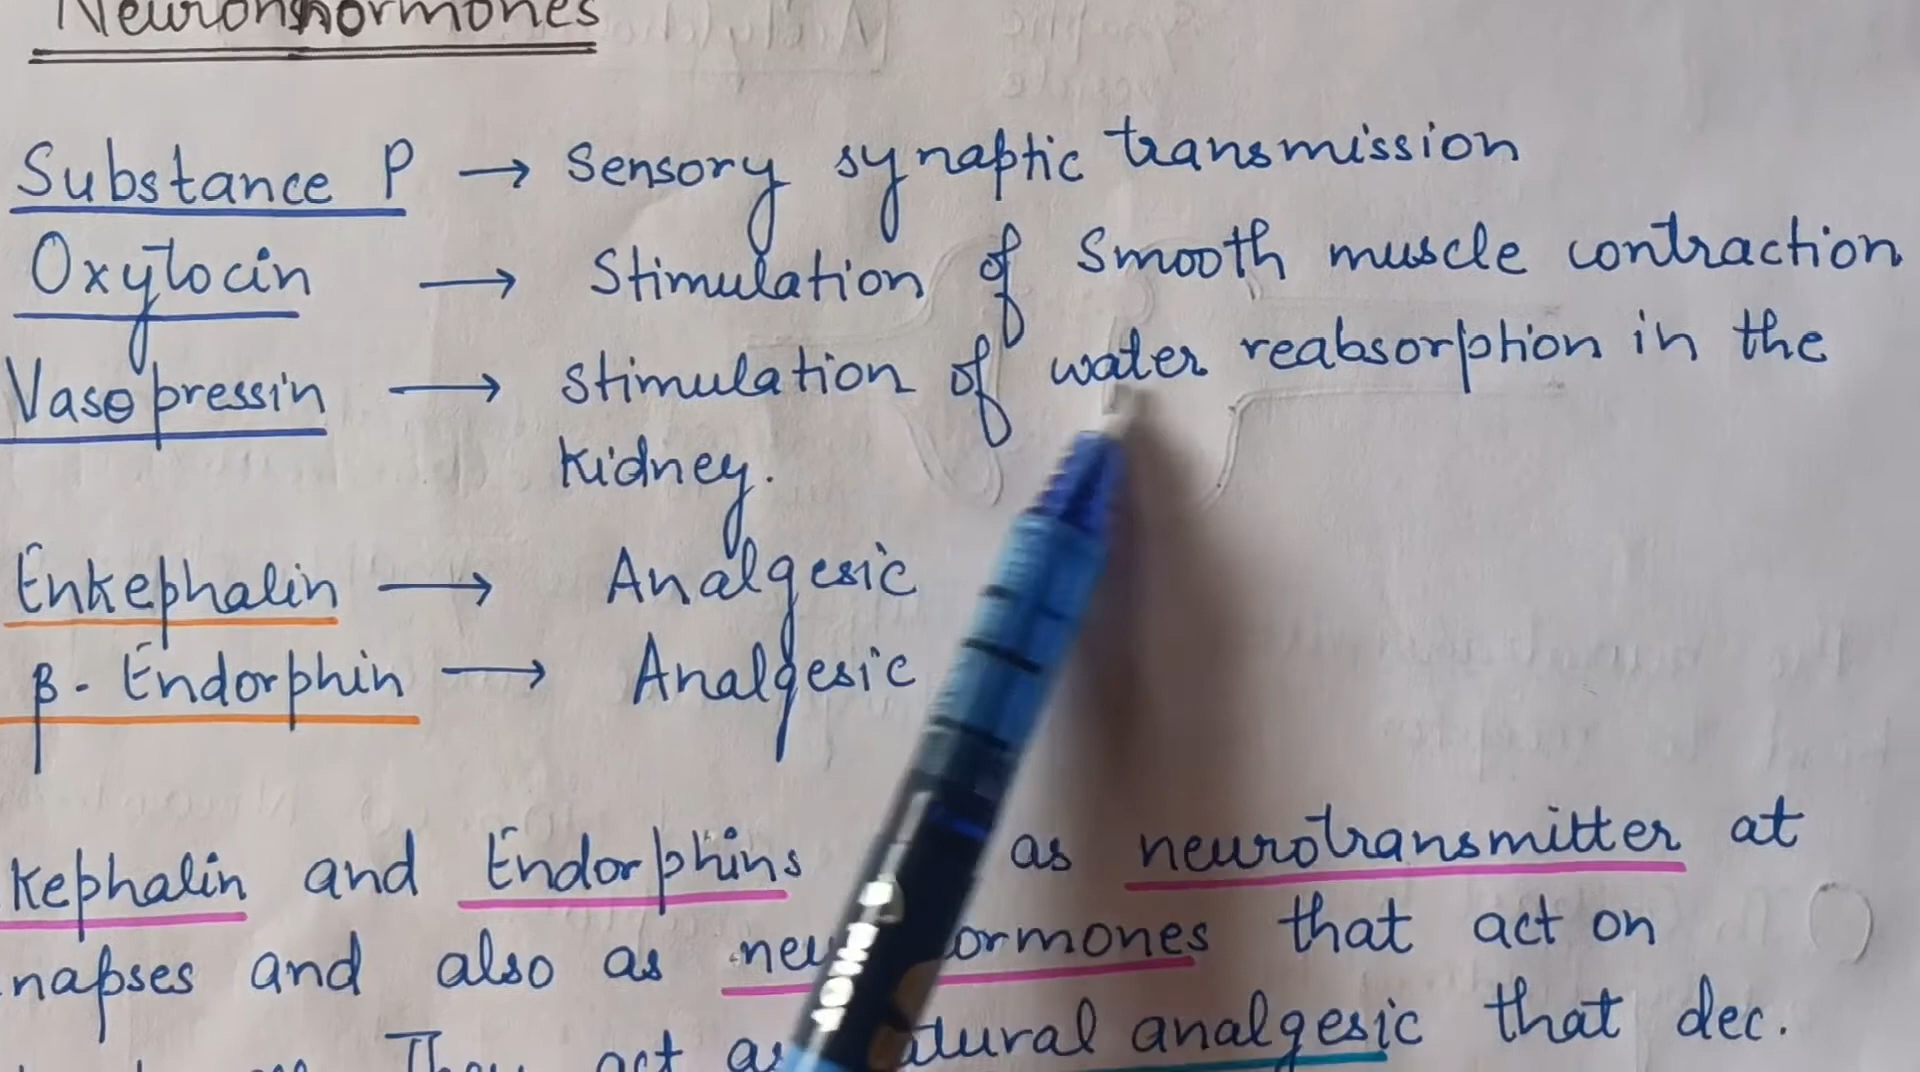 Neurohormones
Substance P → Sensory synaptic transmission
Oxytocin → Stimulation of Smooth muscle contraction
Vasopressin → stimulation of water reabsorption in the
kidney.
Enkephalin → Analgesic
β - Endorphin → Analgesic
kephalin and Endorphins as neurotransmitter at
napses and also as neu ormones that act on
They act as atural analgesic that dec.